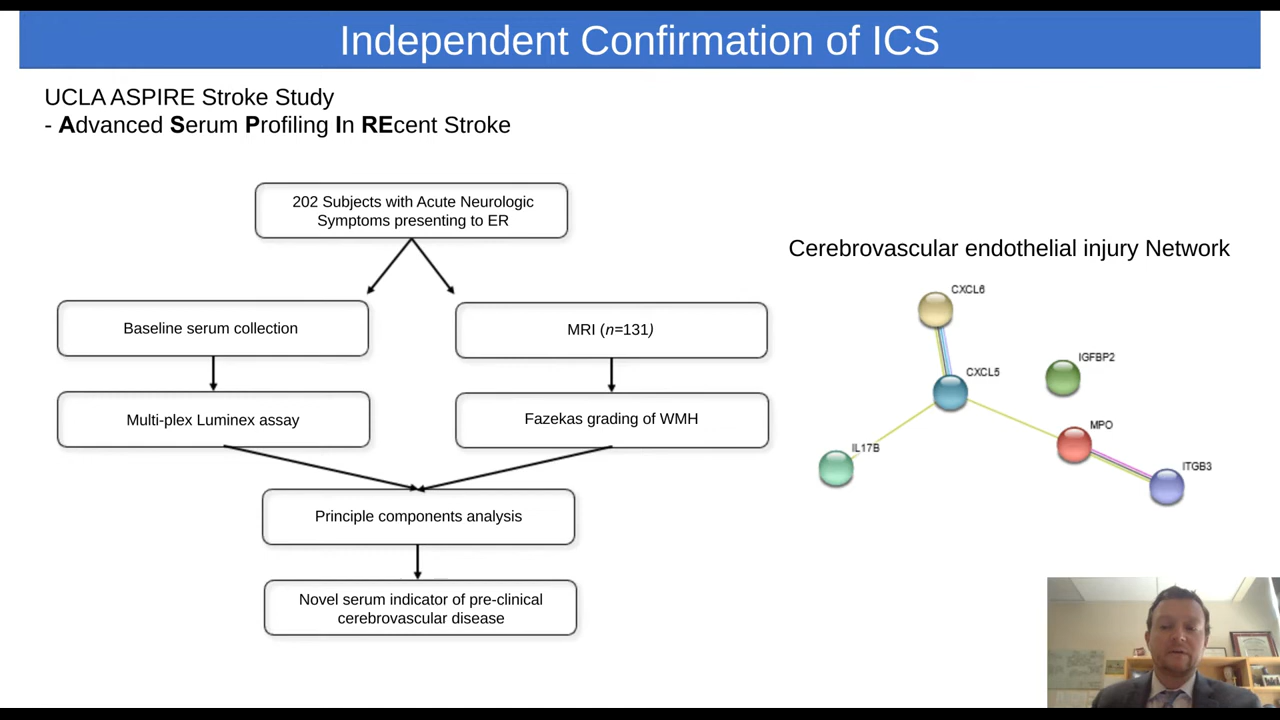 Independent Confirmation of ICS
UCLA ASPIRE Stroke Study
- Advanced Serum Profiling In REcent Stroke
202 Subjects with Acute Neurologic
Symptoms presenting to ER
Baseline serum collection
MRI (n=131)
Multi-plex Luminex assay
Fazekas grading of WMH
Principle components analysis
Novel serum indicator of pre-clinical
cerebrovascular disease
Cerebrovascular endothelial injury Network
CXCL6
IGFBP2
CXCL5
MPO
IL17B
ITGB3